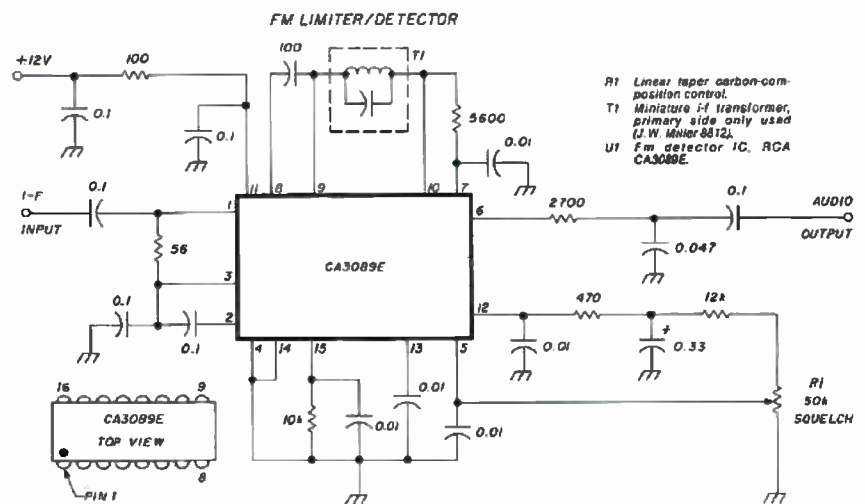 FM LIMITER/DETECTOR
+12V
100
0.1
0.1
100
T1
5600
0.01
R1 Linear taper carbon-com-
position control.
T1 Miniature i-f transformer,
primary side only used
(J.W. Miller 8812).
U1 Fm detector IC, RCA
CA3089E.
I-F
INPUT
0.1
56
0.1
0.1
11
8
9
10
7
1
3
2
6
12
CA3089E
4
14
15
13
5
2700
0.047
0.1
AUDIO
OUTPUT
470
12k
0.01
+
0.33
R1
50k
SQUELCH
10k
0.01
0.01
0.01
16
9
CA3089E
TOP VIEW
8
PIN 1